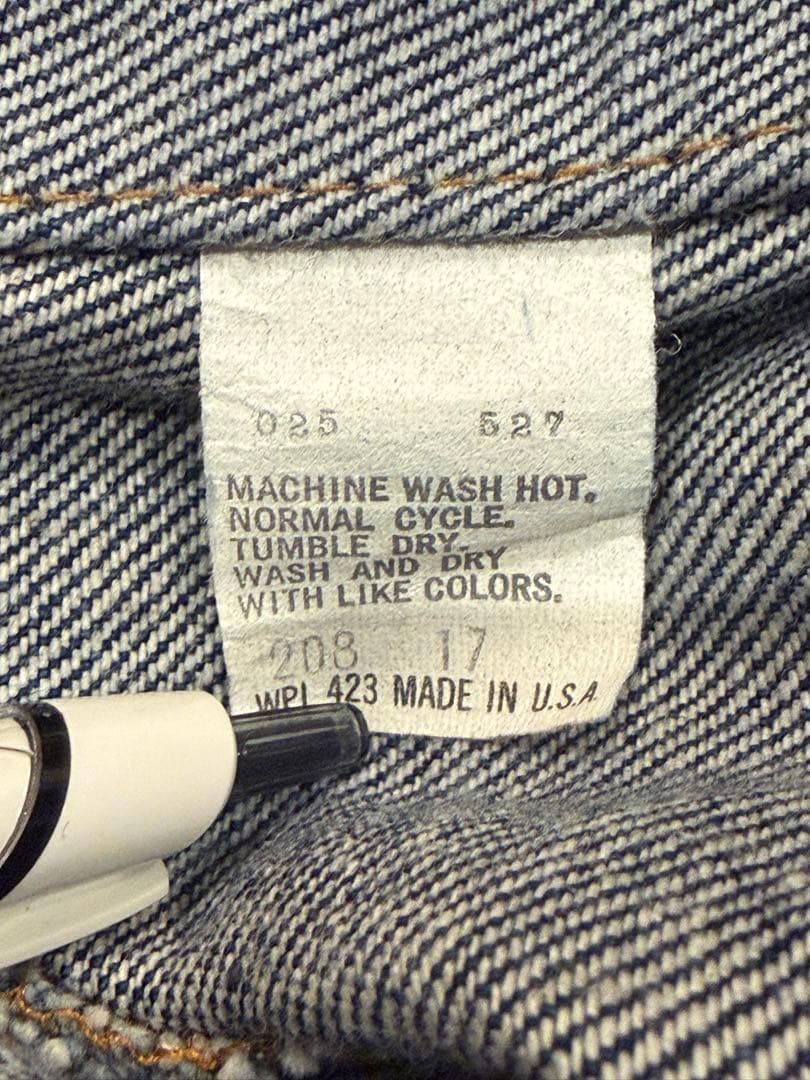 025 527
MACHINE WASH HOT.
NORMAL CYCLE.
TUMBLE DRY.
WASH AND DRY
WITH LIKE COLORS.
208 17
WPL 423 MADE IN U.S.A